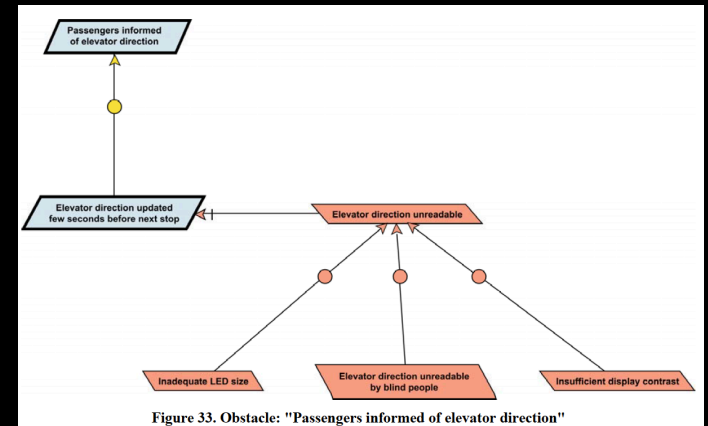 Passengers informed
of elevator direction
Elevator direction updated
few seconds before next stop
Elevator direction unreadable
Inadequate LED size
Elevator direction unreadable
by blind people
Insufficient display contrast
Figure 33. Obstacle: "Passengers informed of elevator direction"